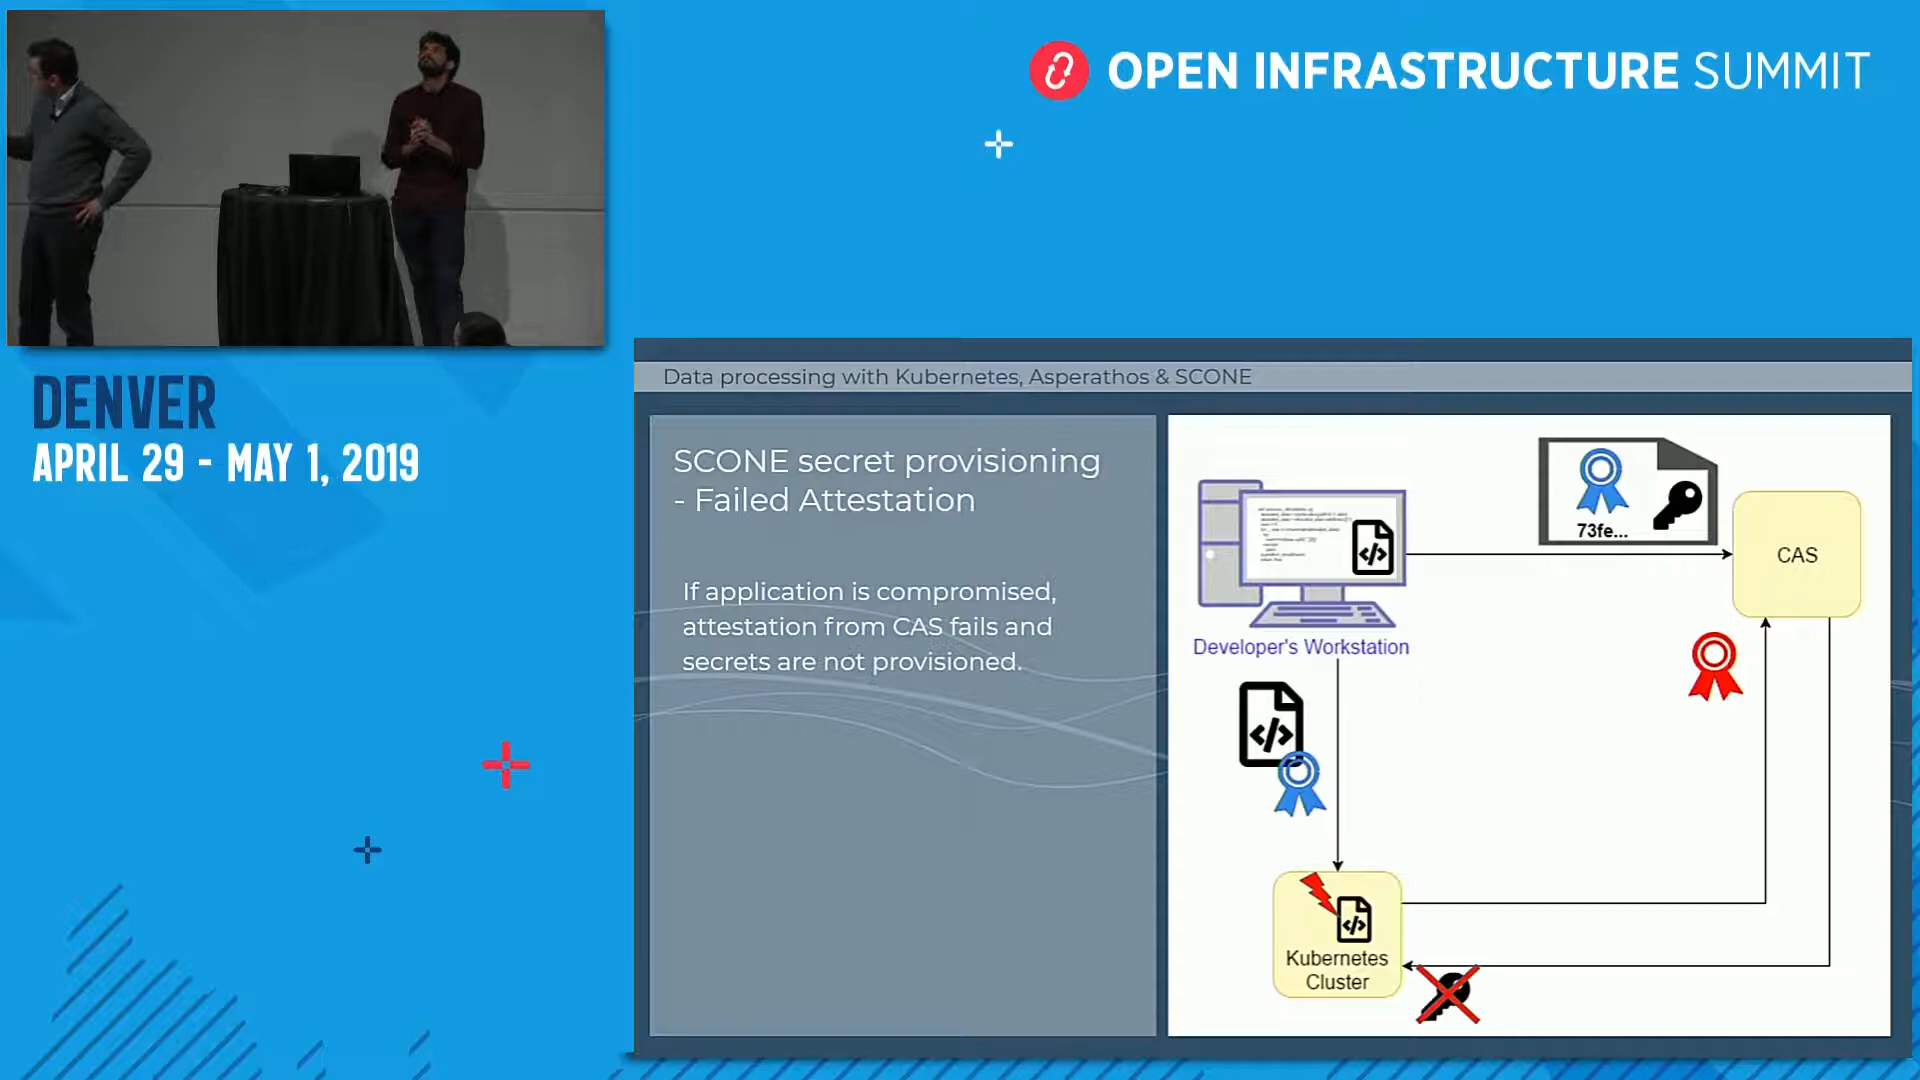 OPEN INFRASTRUCTURE SUMMIT
DENVER
APRIL 29 - MAY 1, 2019
Data processing with Kubernetes, Asperathos & SCONE
SCONE secret provisioning
- Failed Attestation
If application is compromised,
attestation from CAS fails and
secrets are not provisioned.
73fe...
CAS
Developer's Workstation
Kubernetes
Cluster